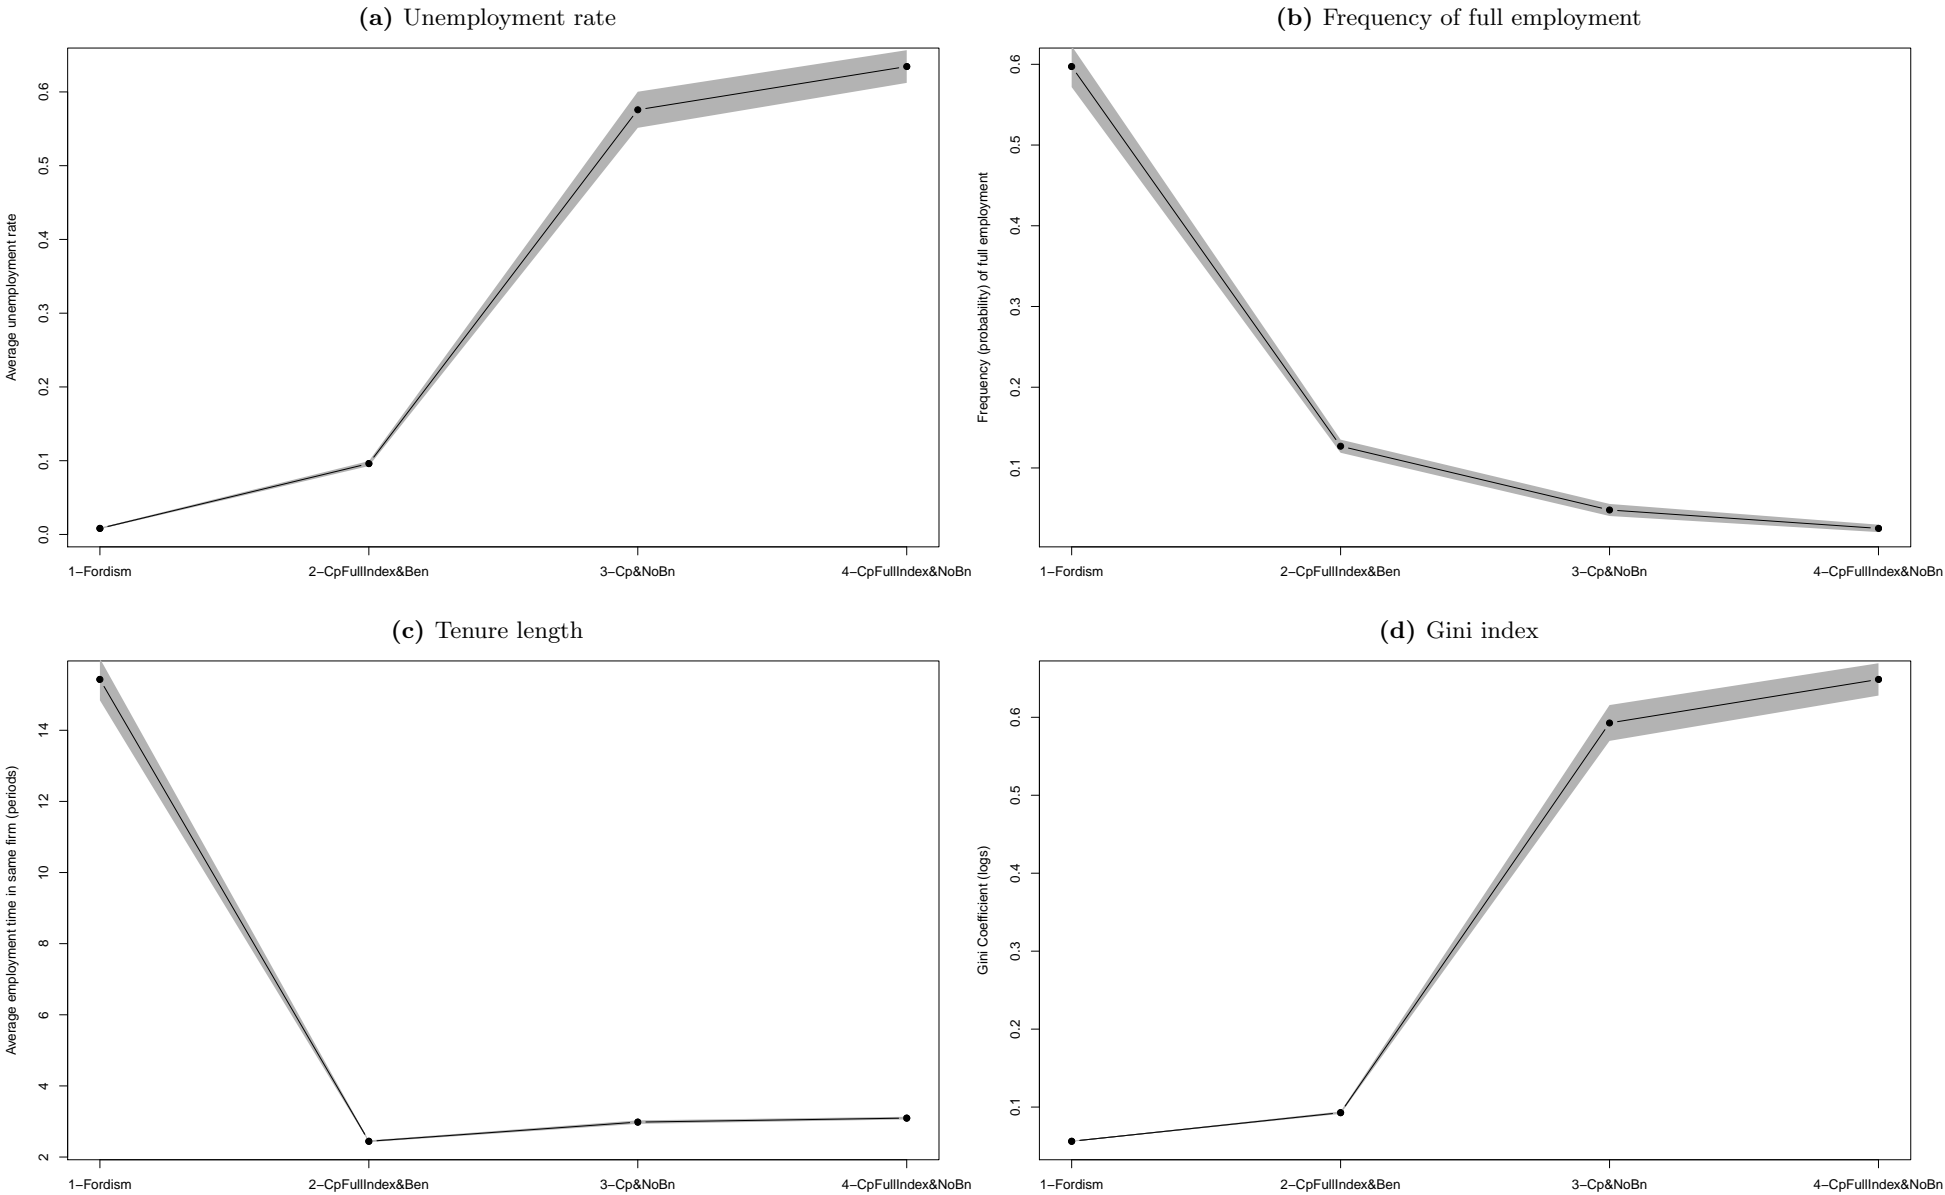 (a) Unemployment rate
Average unemployment rate
0.6
0.5
0.4
0.3
0.2
0.1
0.0
1−Fordism 2−CpFullIndex&Ben 3−Cp&NoBn 4−CpFullIndex&NoBn
(b) Frequency of full employment
Frequency (probability) of full employment
0.6
0.5
0.4
0.3
0.2
0.1
1−Fordism 2−CpFullIndex&Ben 3−Cp&NoBn 4−CpFullIndex&NoBn
(c) Tenure length
Average employment time in same firm (periods)
14
12
10
8
6
4
2
1−Fordism 2−CpFullIndex&Ben 3−Cp&NoBn 4−CpFullIndex&NoBn
(d) Gini index
Gini Coefficient (logs)
0.6
0.5
0.4
0.3
0.2
0.1
1−Fordism 2−CpFullIndex&Ben 3−Cp&NoBn 4−CpFullIndex&NoBn